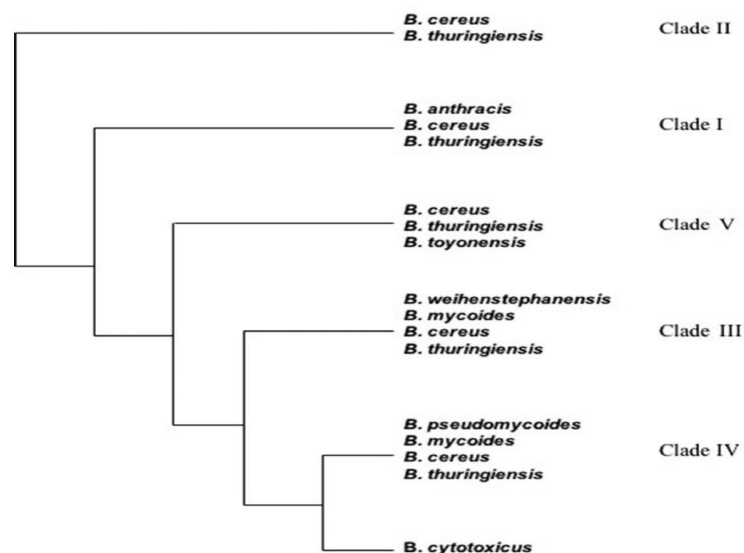 B. cereus
B. thuringiensis
Clade II
B. anthracis
B. cereus
B. thuringiensis
Clade I
B. cereus
B. thuringiensis
B. toyonensis
Clade V
B. weihenstephanensis
B. mycoides
B. cereus
B. thuringiensis
Clade III
B. pseudomycoides
B. mycoides
B. cereus
B. thuringiensis
Clade IV
B. cytotoxicus